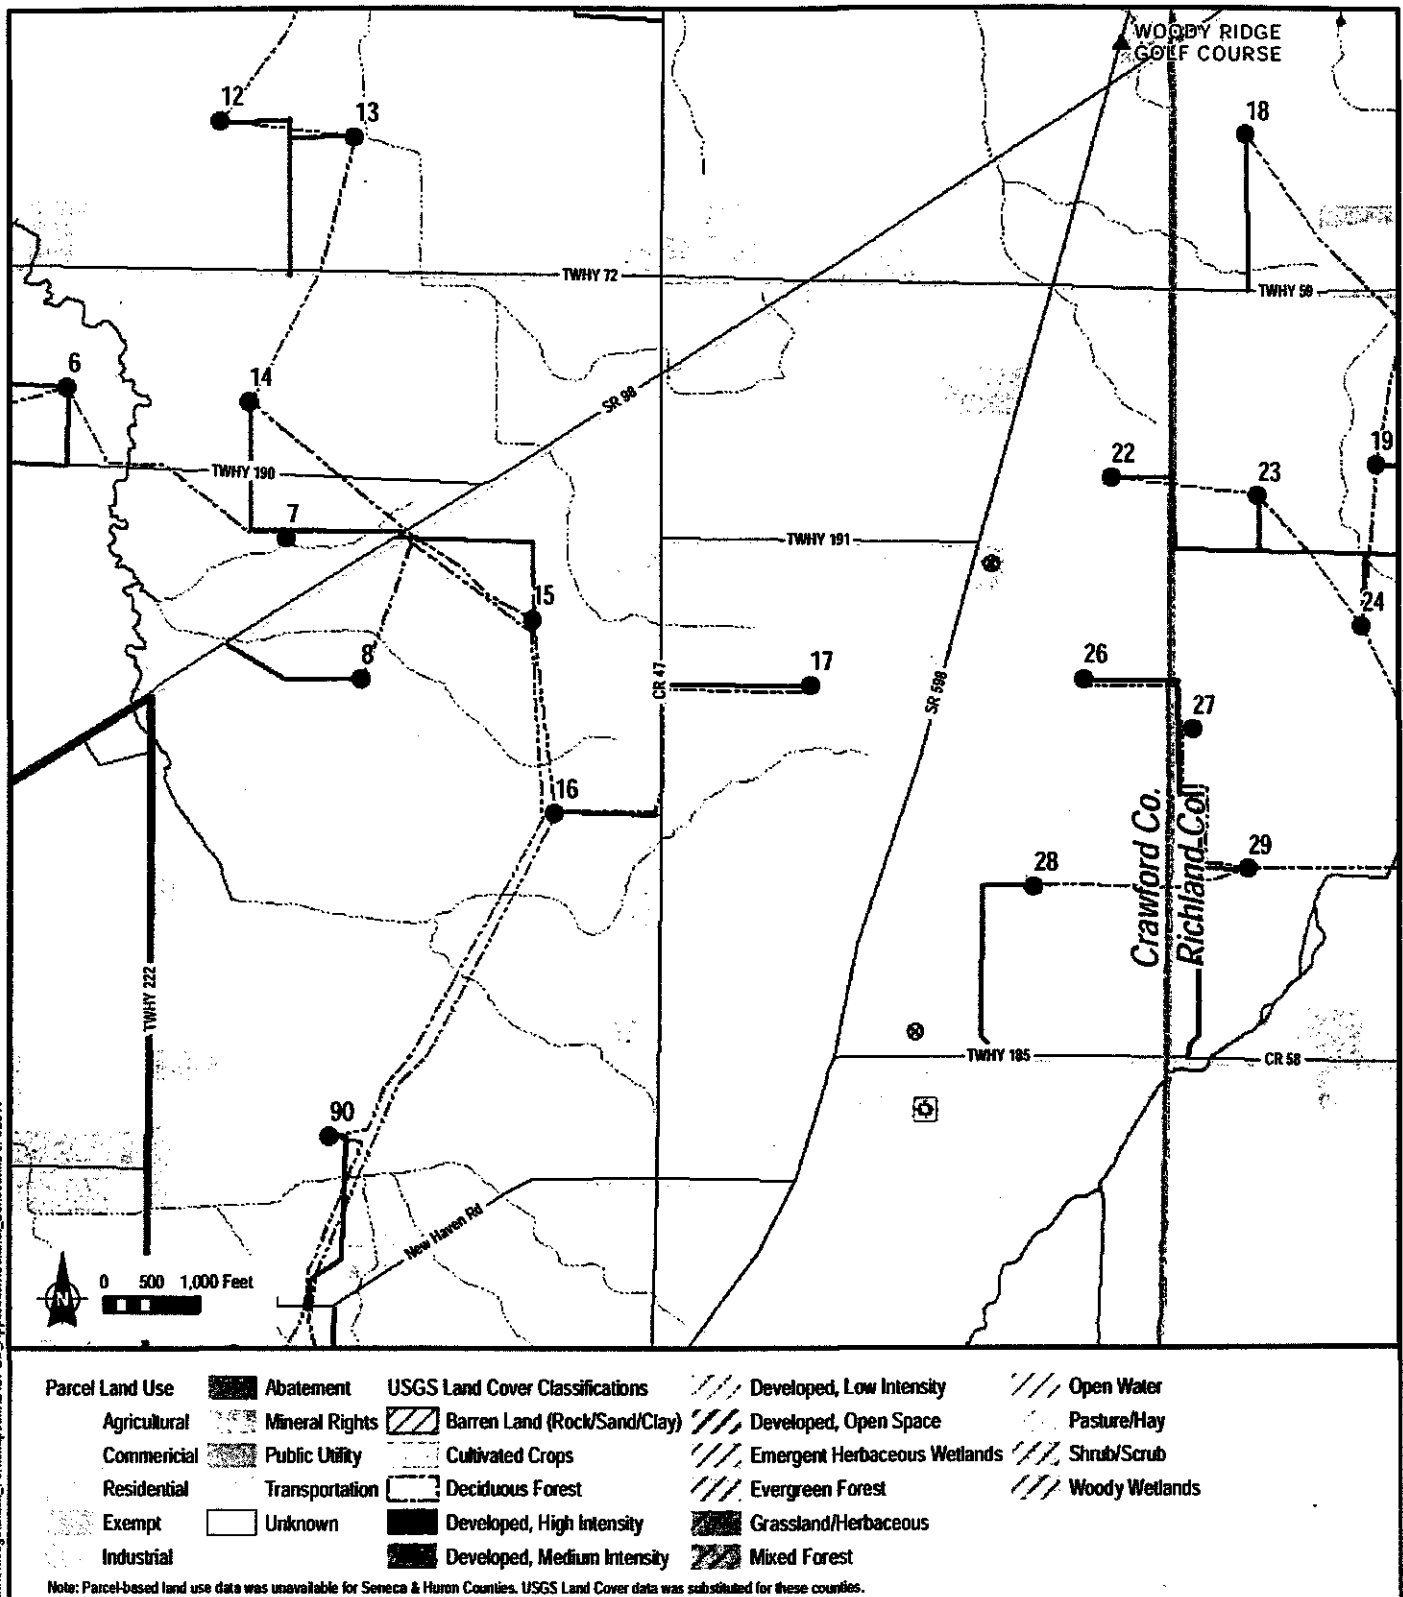 WOODY RIDGE
GOLF COURSE
12
13
18
TWHY 72
TWHY 59
6
14
SR 98
19
22
23
TWHY 190
7
TWHY 191
15
24
8
17
26
CR 47
SR 598
27
16
Crawford Co.
Richland Co.
28
29
TWHY 222
TWHY 195
CR 58
90
New Haven Rd
N
0 500 1,000 Feet
Parcel Land Use
Agricultural
Commericial
Residential
Exempt
Industrial
Abatement
Mineral Rights
Public Utility
Transportation
Unknown
USGS Land Cover Classifications
Barren Land (Rock/Sand/Clay)
Cultivated Crops
Deciduous Forest
Developed, High Intensity
Developed, Medium Intensity
Developed, Low Intensity
Developed, Open Space
Emergent Herbaceous Wetlands
Evergreen Forest
Grassland/Herbaceous
Mixed Forest
Open Water
Pasture/Hay
Shrub/Scrub
Woody Wetlands
Note: Parcel-based land use data was unavailable for Seneca & Huron Counties. USGS Land Cover data was substituted for these counties.